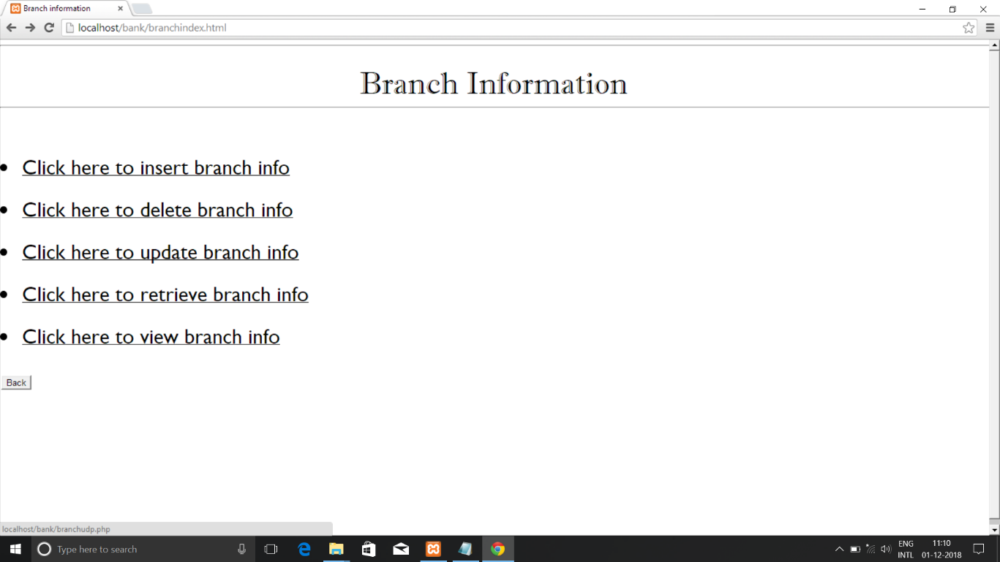 Branch information
localhost/bank/branchindex.html
Branch Information
Click here to insert branch info
Click here to delete branch info
Click here to update branch info
Click here to retrieve branch info
Click here to view branch info
Back
localhost/bank/branchudp.php
Type here to search
ENG
INTL
11:10
01-12-2018